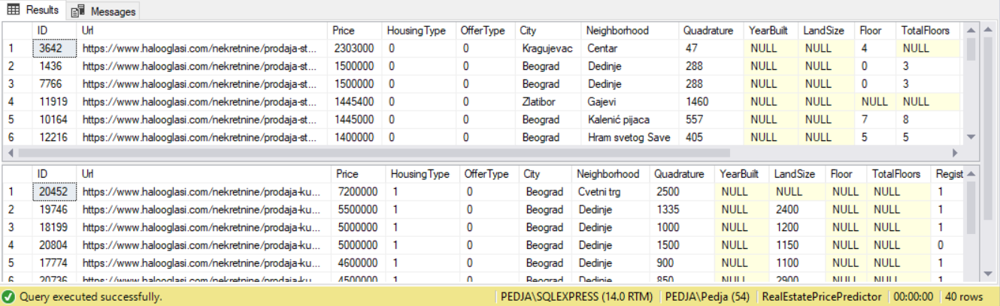 Results Messages
ID Url Price HousingType OfferType City Neighborhood Quadrature YearBuilt LandSize Floor TotalFloors
1 3642 https://www.halooglasi.com/nekretnine/prodaja-st... 2303000 0 0 Kragujevac Centar 47 NULL NULL 4 NULL
2 1436 https://www.halooglasi.com/nekretnine/prodaja-st... 1500000 0 0 Beograd Dedinje 288 NULL NULL 0 3
3 7766 https://www.halooglasi.com/nekretnine/prodaja-st... 1500000 0 0 Beograd Dedinje 288 NULL NULL 0 3
4 11919 https://www.halooglasi.com/nekretnine/prodaja-st... 1445400 0 0 Zlatibor Gajevi 1460 NULL NULL NULL NULL
5 10164 https://www.halooglasi.com/nekretnine/prodaja-st... 1445000 0 0 Beograd Kalenić pijaca 557 NULL NULL 7 8
6 12216 https://www.halooglasi.com/nekretnine/prodaja-st... 1400000 0 0 Beograd Hram svetog Save 405 NULL NULL 5 5
ID Url Price HousingType OfferType City Neighborhood Quadrature YearBuilt LandSize Floor TotalFloors Regist
1 20452 https://www.halooglasi.com/nekretnine/prodaja-ku... 7200000 1 0 Beograd Cvetni trg 2500 NULL NULL NULL NULL 1
2 19746 https://www.halooglasi.com/nekretnine/prodaja-ku... 5500000 1 0 Beograd Dedinje 1335 NULL 2400 NULL NULL 1
3 18199 https://www.halooglasi.com/nekretnine/prodaja-ku... 5000000 1 0 Beograd Dedinje 1000 NULL 1200 NULL NULL 1
4 20804 https://www.halooglasi.com/nekretnine/prodaja-ku... 5000000 1 0 Beograd Dedinje 1500 NULL 1150 NULL NULL 0
5 17774 https://www.halooglasi.com/nekretnine/prodaja-ku... 4600000 1 0 Beograd Dedinje 900 NULL 1100 NULL NULL 1
6 20736 https://www.halooglasi.com/nekretnine/prodaja-ku... 4500000 1 0 Beograd Dedinje 850 NULL 2900 NULL NULL 1
Query executed successfully. PEDJA\SQLEXPRESS (14.0 RTM) PEDJA\Pedja (54) RealEstatePricePredictor 00:00:00 40 rows